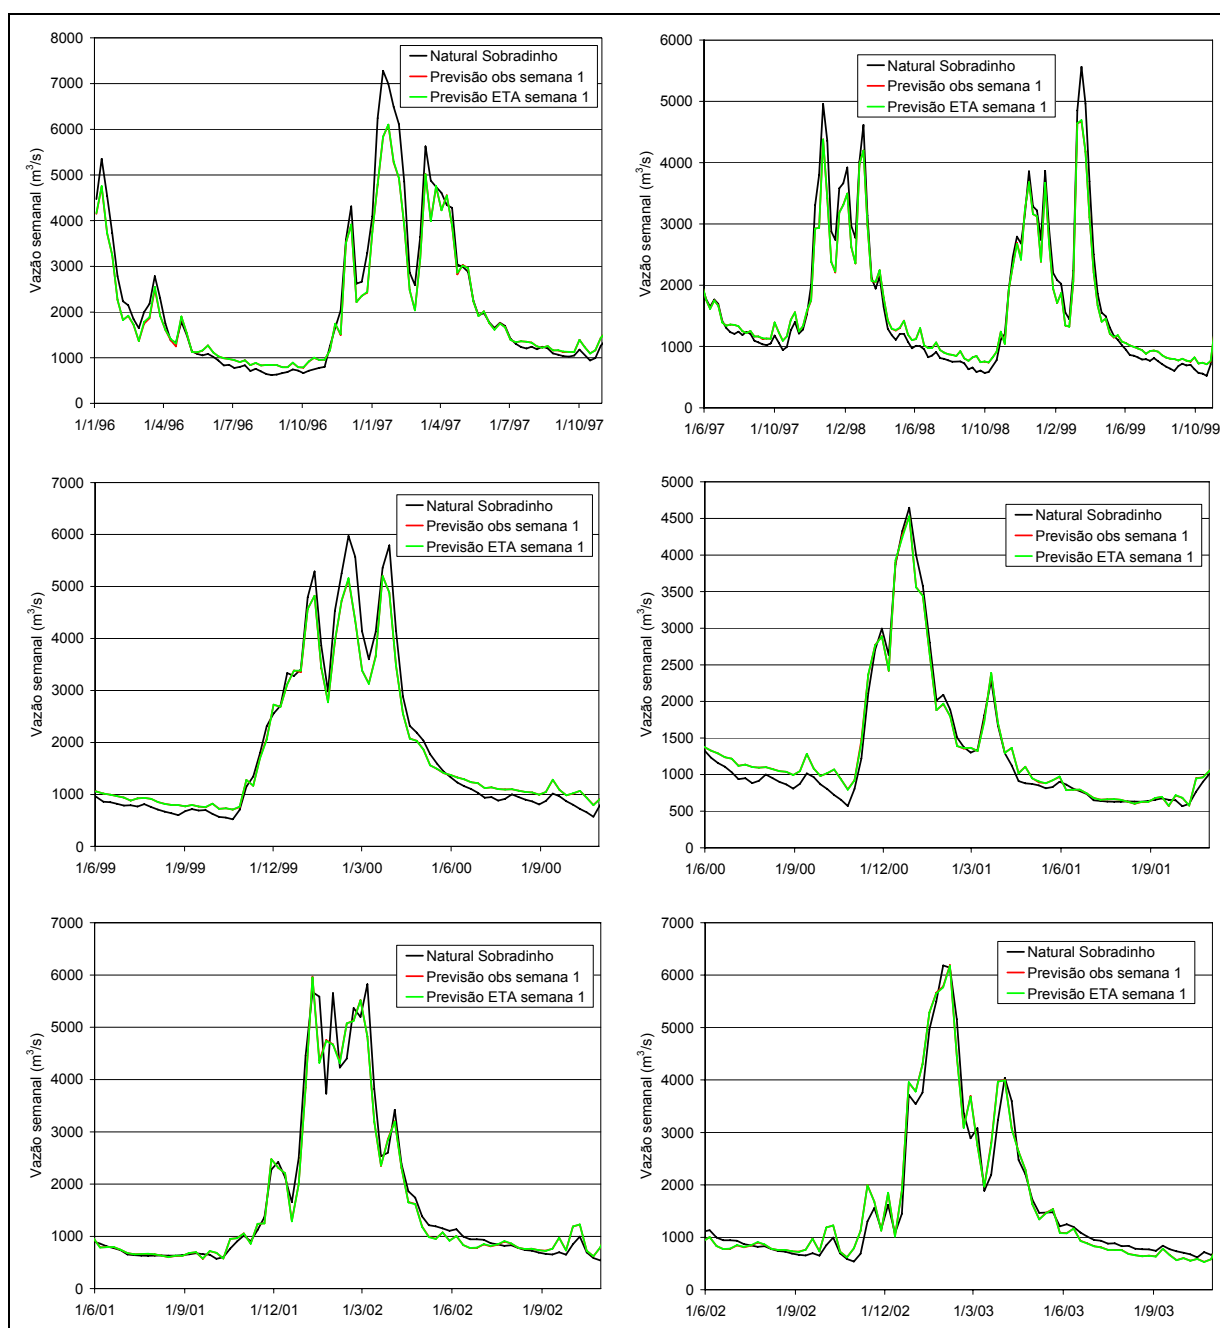 8000
7000
6000
5000
4000
3000
2000
1000
0
Vazão semanal (m³/s)
Natural Sobradinho
Previsão obs semana 1
Previsão ETA semana 1
1/1/96 1/4/96 1/7/96 1/10/96 1/1/97 1/4/97 1/7/97 1/10/97
6000
5000
4000
3000
2000
1000
0
Vazão semanal (m³/s)
Natural Sobradinho
Previsão obs semana 1
Previsão ETA semana 1
1/6/97 1/10/97 1/2/98 1/6/98 1/10/98 1/2/99 1/6/99 1/10/99
7000
6000
5000
4000
3000
2000
1000
0
Vazão semanal (m³/s)
Natural Sobradinho
Previsão obs semana 1
Previsão ETA semana 1
1/6/99 1/9/99 1/12/99 1/3/00 1/6/00 1/9/00
5000
4500
4000
3500
3000
2500
2000
1500
1000
500
0
Vazão semanal (m³/s)
Natural Sobradinho
Previsão obs semana 1
Previsão ETA semana 1
1/6/00 1/9/00 1/12/00 1/3/01 1/6/01 1/9/01
7000
6000
5000
4000
3000
2000
1000
0
Vazão semanal (m³/s)
Natural Sobradinho
Previsão obs semana 1
Previsão ETA semana 1
1/6/01 1/9/01 1/12/01 1/3/02 1/6/02 1/9/02
7000
6000
5000
4000
3000
2000
1000
0
Vazão semanal (m³/s)
Natural Sobradinho
Previsão obs semana 1
Previsão ETA semana 1
1/6/02 1/9/02 1/12/02 1/3/03 1/6/03 1/9/03